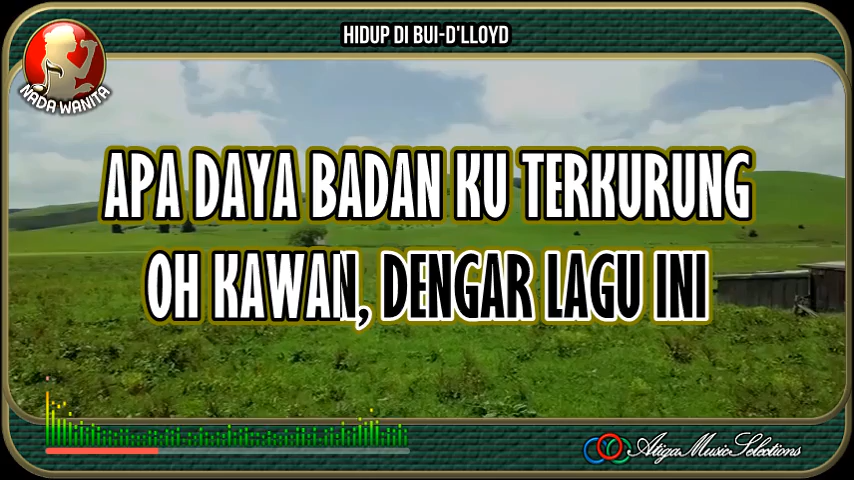 HIDUP DI BUI-D'LLOYD
NADA WANITA
APA DAYA BADAN KU TERKURUNG
OH KAWAN, DENGAR LAGU INI
AtigaMusicSelections